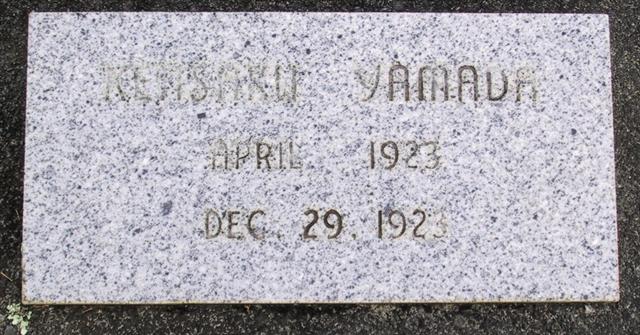 KENSAKU YAMADA
APRIL 1923
DEC. 29, 1923